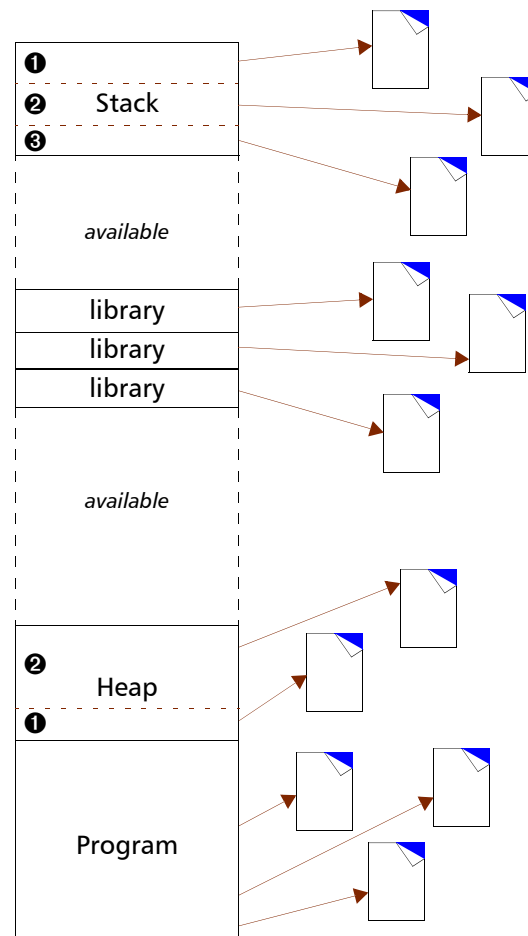 ❶
❷ Stack
❸
available
library
library
library
available
❷
Heap
❶
Program